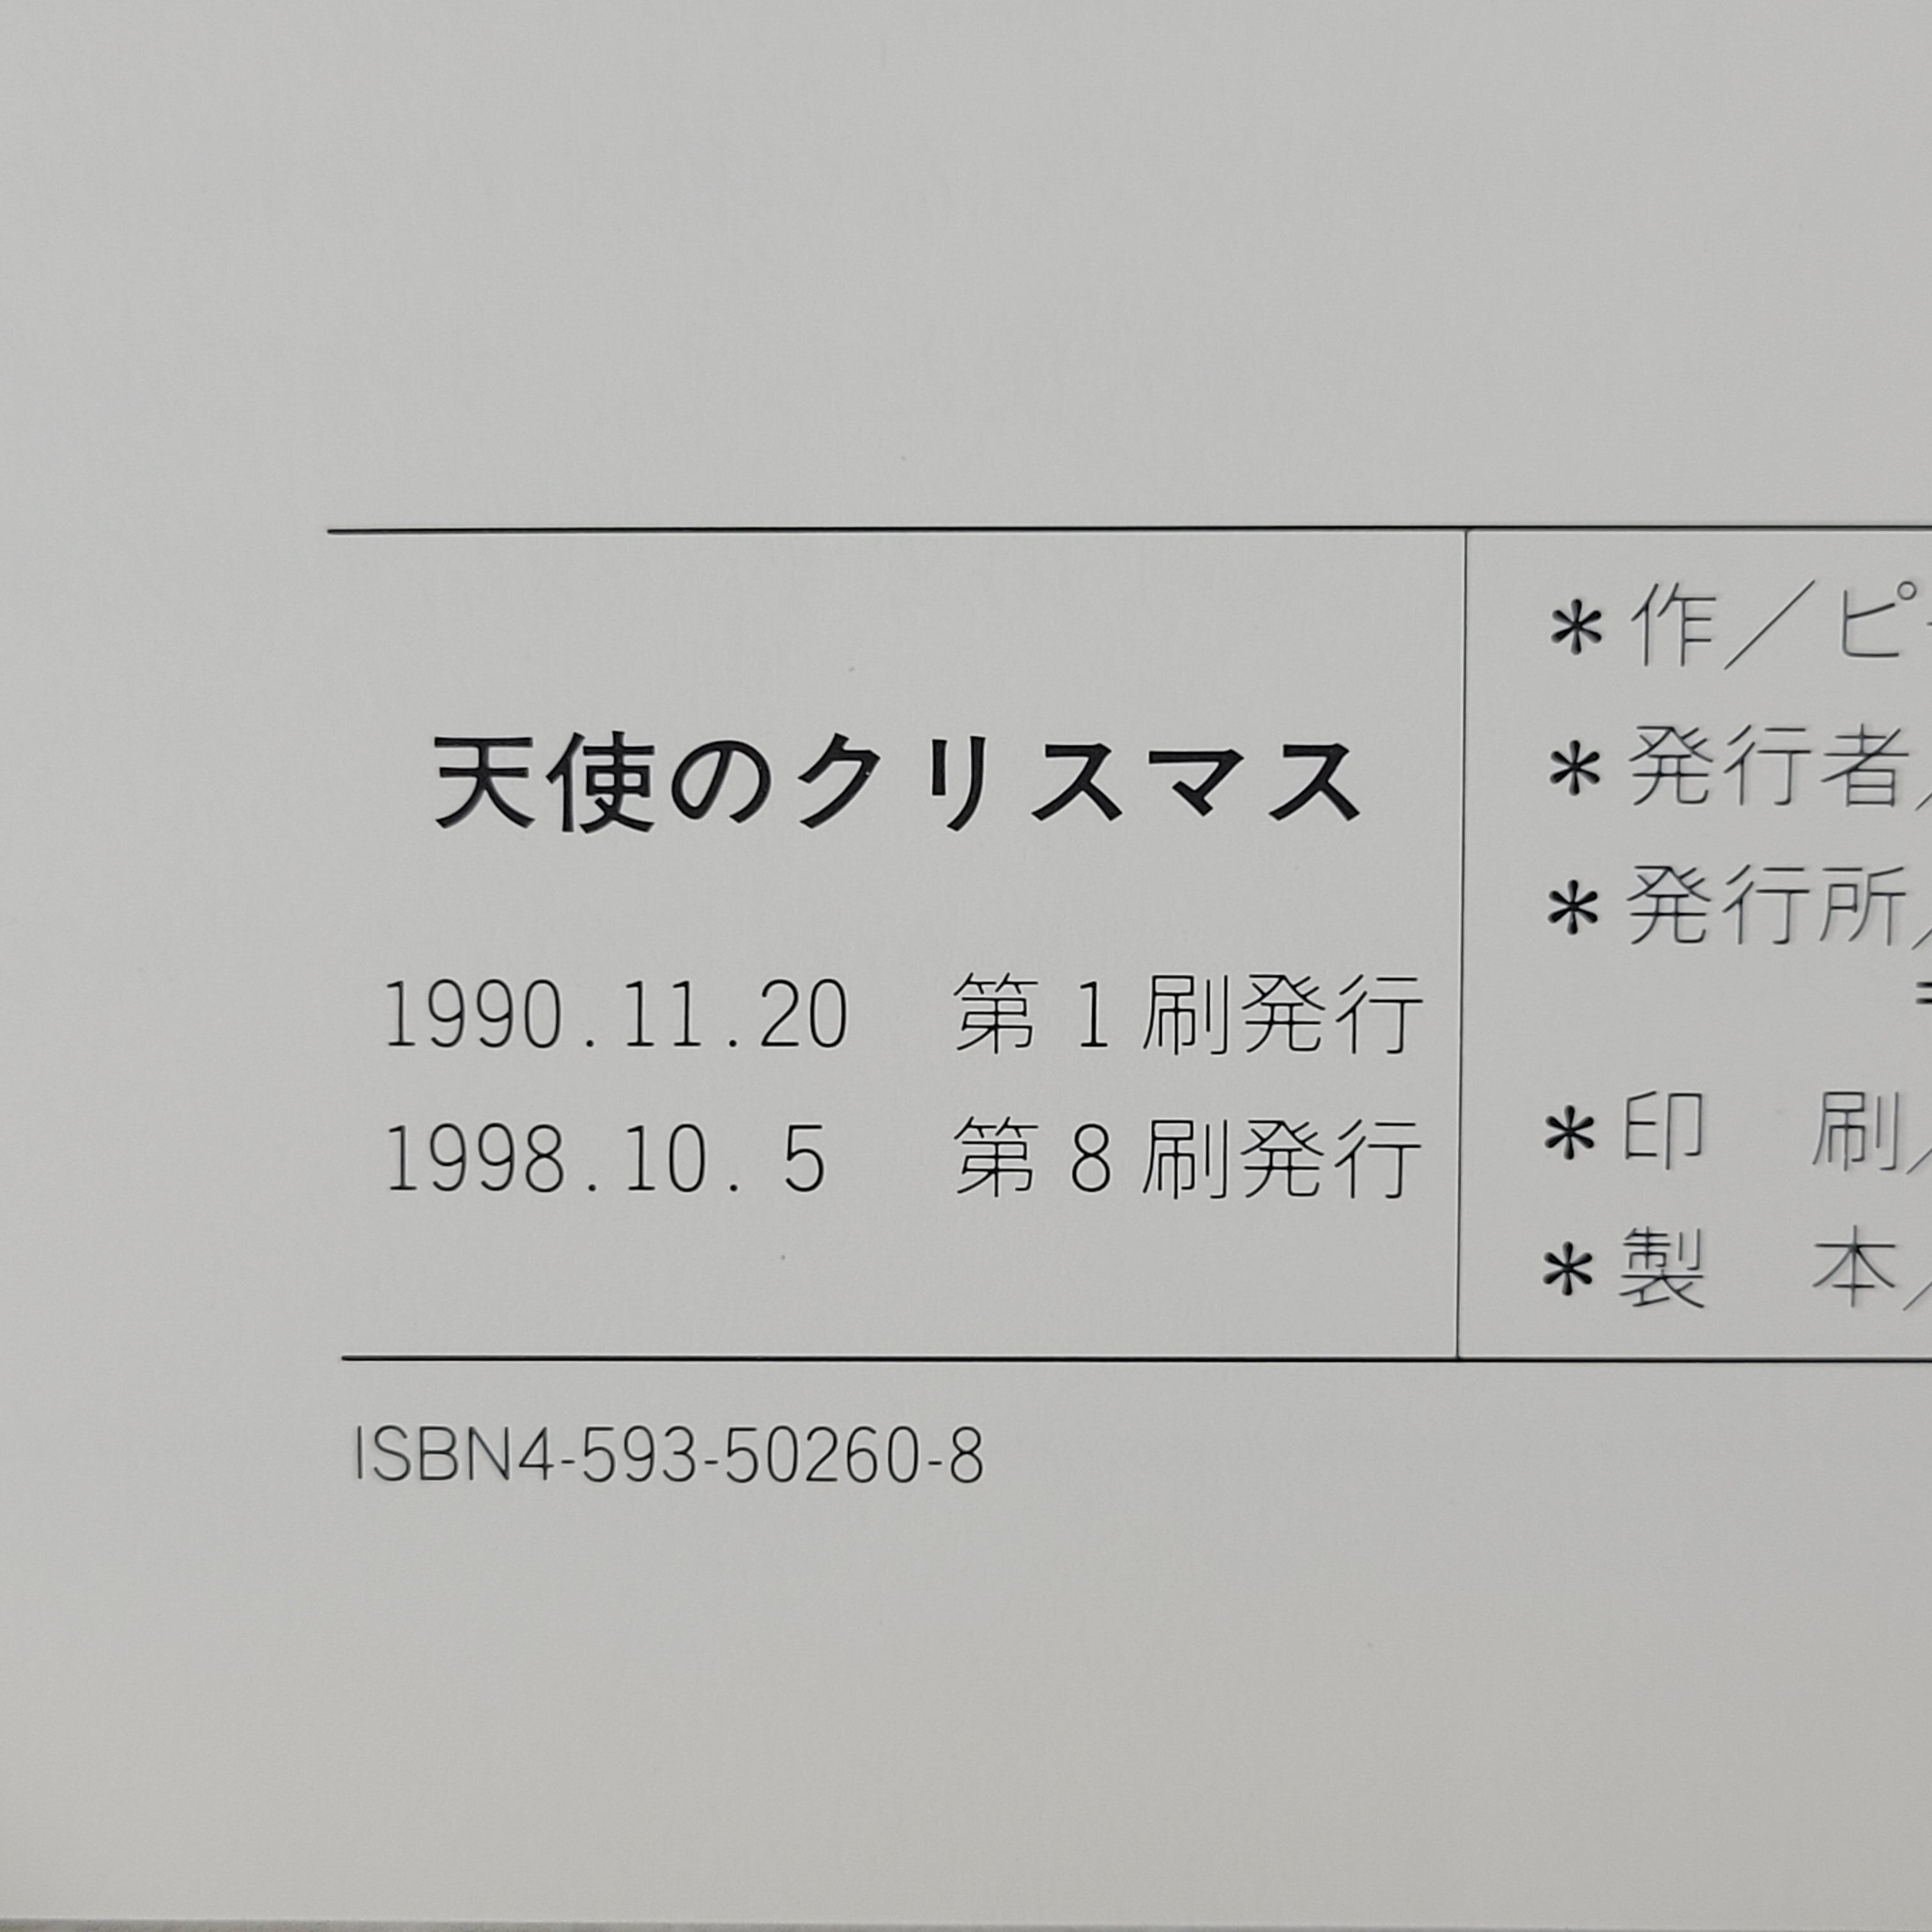 天使のクリスマス
1990.11.20 第1刷発行
1998.10. 5 第8刷発行
*作／ピ
*発行者／
*発行所／
*印 刷／
*製 本／
ISBN4-593-50260-8